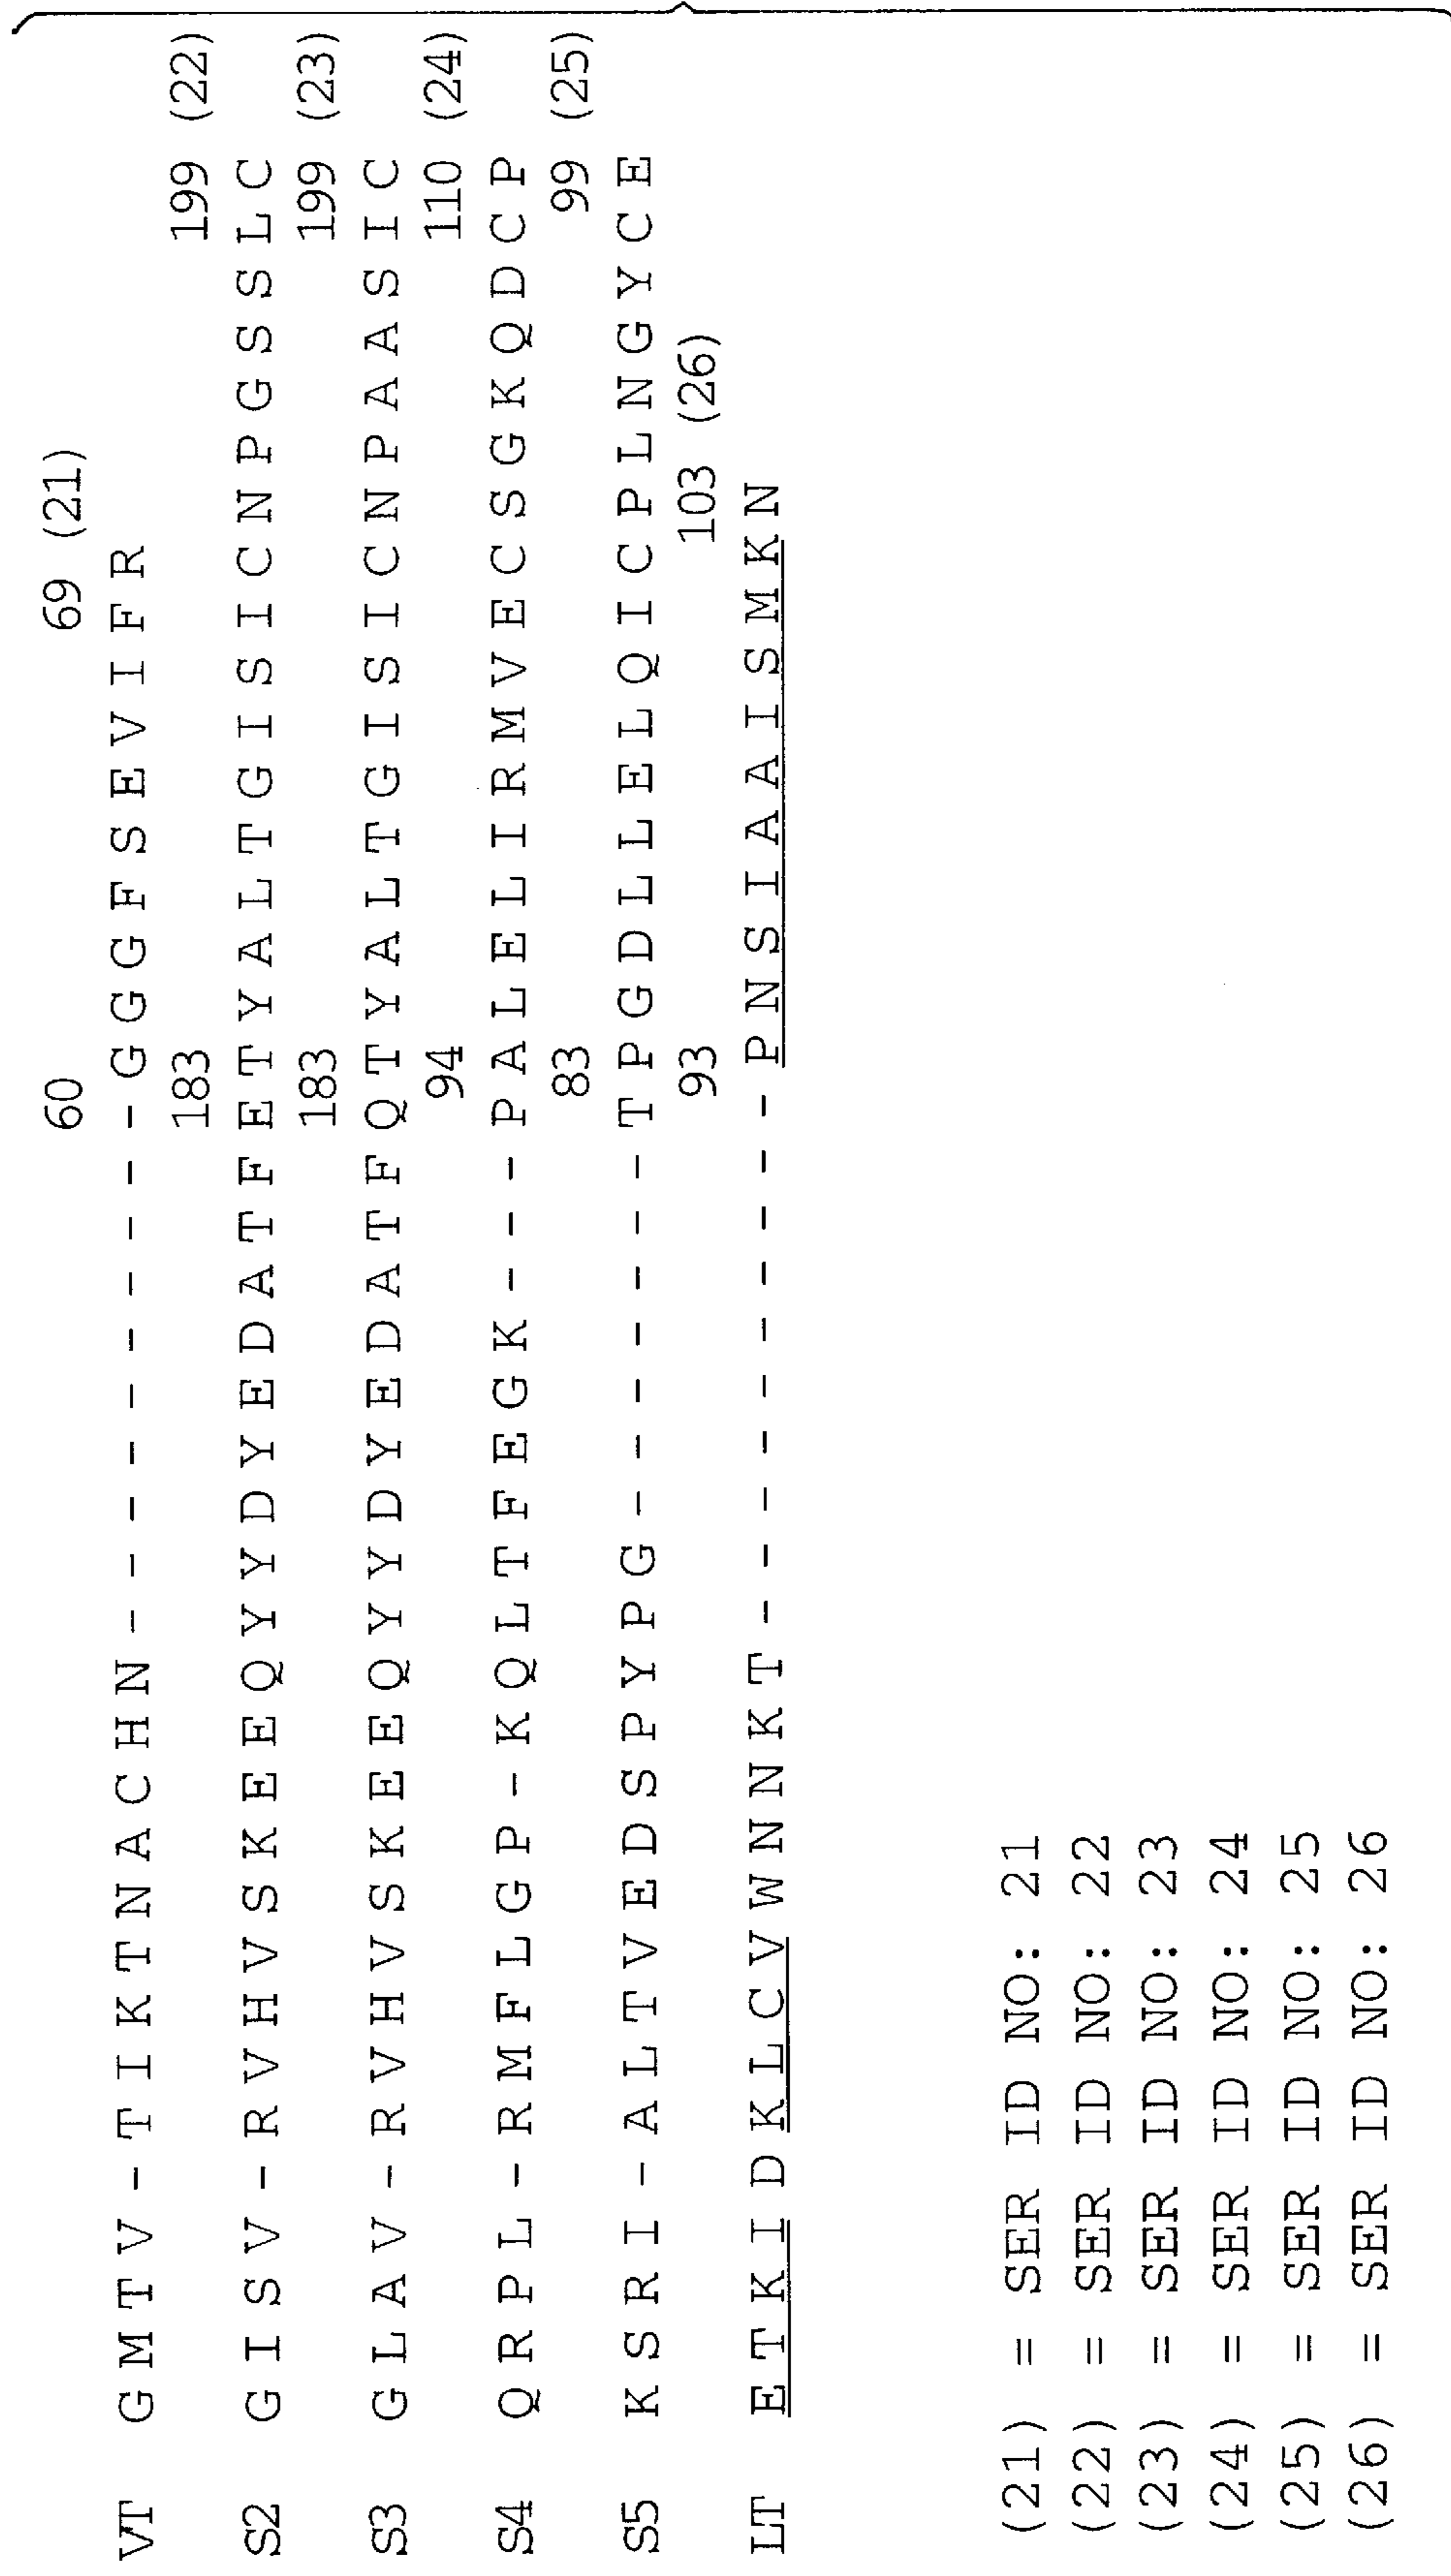 60 69 (21)
VT G M T V - T I K T N A C H N - - - - - - - - - - G G G F S E V I F R
183 199 (22)
S2 G I S V - R V H V S K E E Q Y Y D Y E D A T F E T Y A L T G I S I C N P G S S L C
183 199 (23)
S3 G L A V - R V H V S K E E Q Y Y D Y E D A T F Q T Y A L T G I S I C N P A A S I C
94 110 (24)
S4 Q R P L - R M F L G P - K Q L T F E G K - - - P A L E L I R M V E C S G K Q D C P
83 99 (25)
S5 K S R I - A L T V E D S P Y P G - - - - - - - T P G D L L E L Q I C P L N G Y C E
93 103 (26)
LT E T K I D K L C V W N N K T - - - - - - - - - - P N S I A A I S M K N
(21) = SER ID NO: 21
(22) = SER ID NO: 22
(23) = SER ID NO: 23
(24) = SER ID NO: 24
(25) = SER ID NO: 25
(26) = SER ID NO: 26